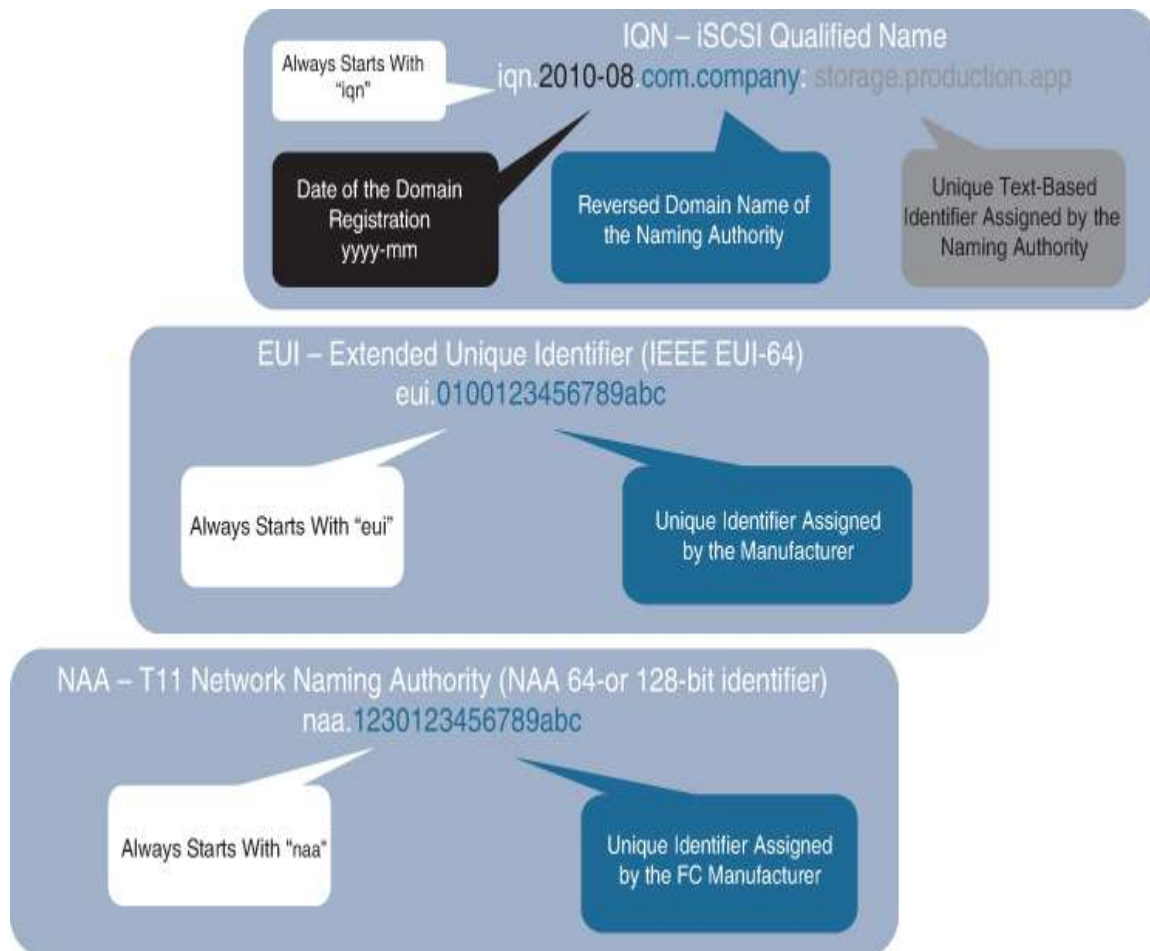 IQN – iSCSI Qualified Name
Always Starts With
“iqn”
iqn.2010-08.com.company: storage.production.app
Date of the Domain
Registration
yyyy-mm
Reversed Domain Name of
the Naming Authority
Unique Text-Based
Identifier Assigned by the
Naming Authority
EUI – Extended Unique Identifier (IEEE EUI-64)
eui.0100123456789abc
Always Starts With “eui”
Unique Identifier Assigned
by the Manufacturer
NAA – T11 Network Naming Authority (NAA 64-or 128-bit identifier)
naa.1230123456789abc
Always Starts With “naa”
Unique Identifier Assigned
by the FC Manufacturer